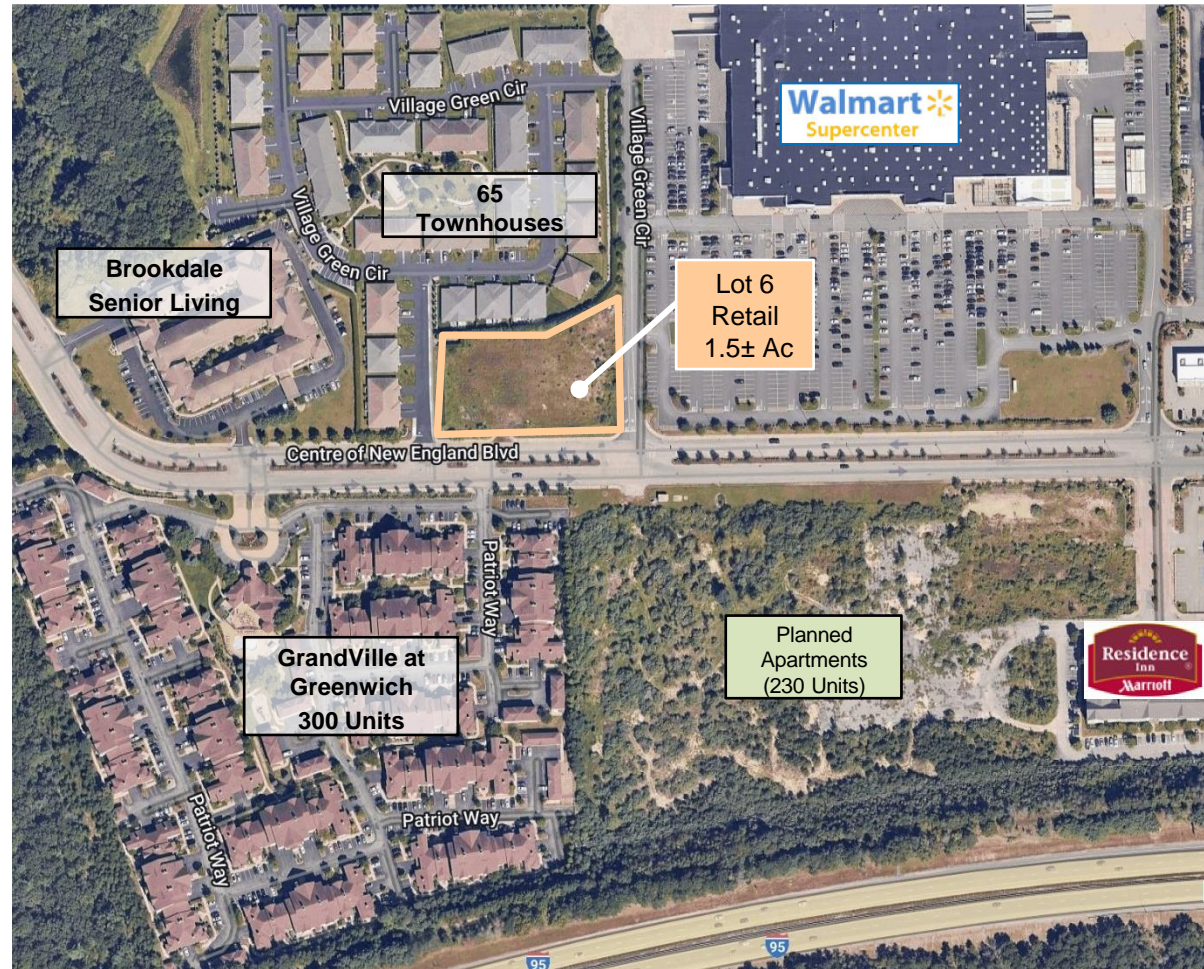 Village Green Cir
Walmart
Supercenter
Village Green Cir
65
Townhouses
Village Green Cir
Brookdale
Senior Living
Lot 6
Retail
1.5± Ac
Centre of New England Blvd
Patriot Way
Planned
Apartments
(230 Units)
GrandVille at
Greenwich
300 Units
Residence
Inn
Marriott
Patriot Way
Patriot Way
95
95